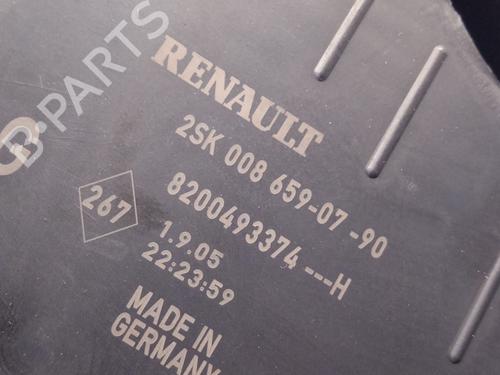 RENAULT
2SK 008 659-07-90
8200493374---H
267
1.9.05
22:23:59
MADE IN
GERMANY
B-PARTS